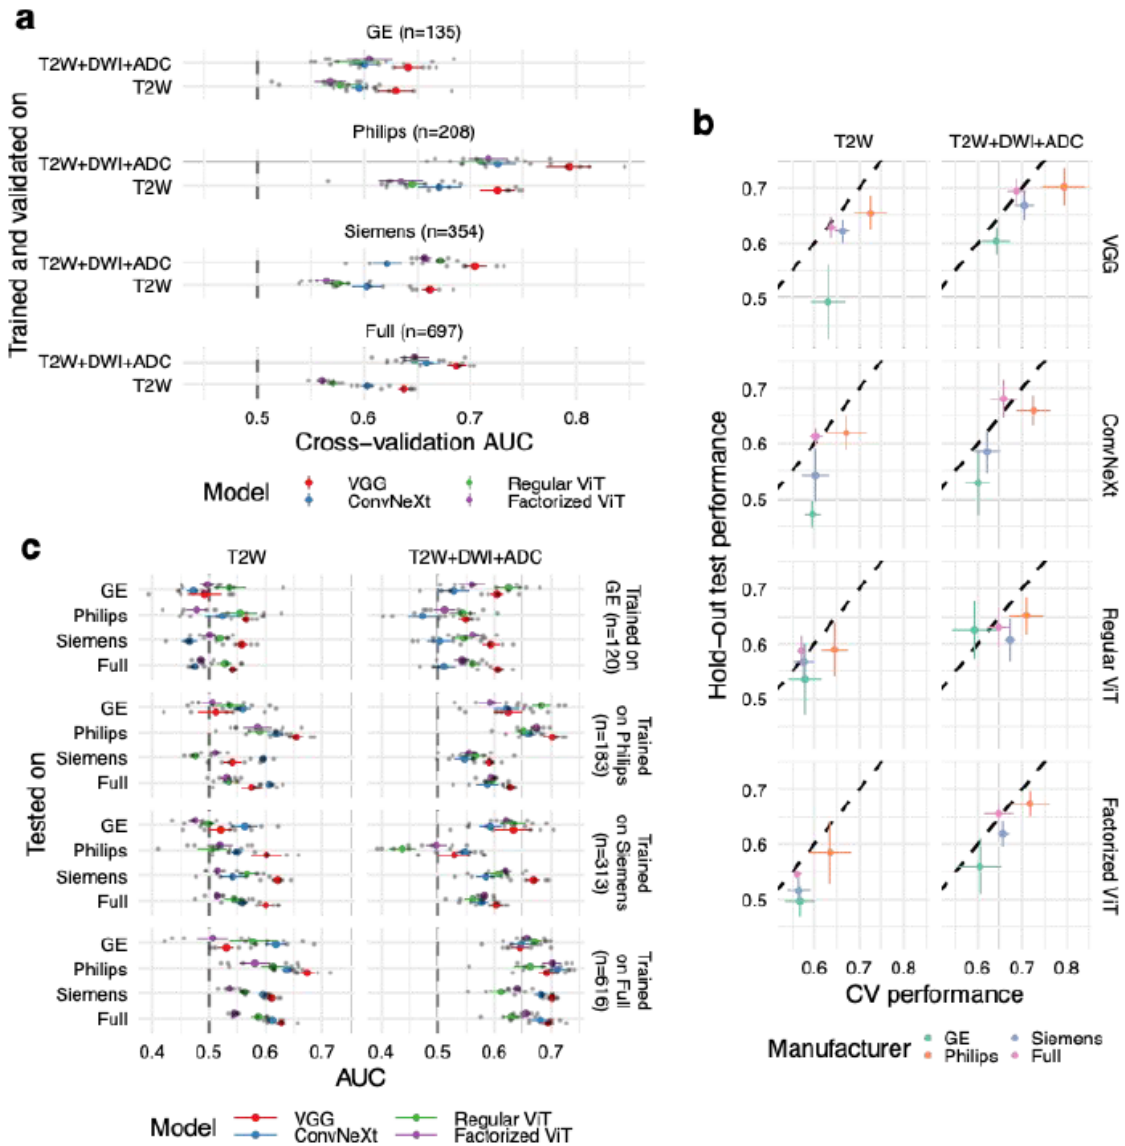 a
GE (n=135)
Trained and validated on
T2W+DWI+ADC
T2W
Philips (n=208)
T2W+DWI+ADC
T2W
Siemens (n=354)
T2W+DWI+ADC
T2W
Full (n=697)
T2W+DWI+ADC
T2W
0.5 0.6 0.7 0.8
Cross-validation AUC
Model VGG Regular ViT
ConvNeXt Factorized ViT
b
T2W T2W+DWI+ADC
Hold-out test performance
0.7
0.6
0.5
VGG
0.7
0.6
0.5
ConvNeXt
0.7
0.6
0.5
Regular ViT
0.7
0.6
0.5
Factorized ViT
0.6 0.7 0.8 0.6 0.7 0.8
CV performance
Manufacturer GE Siemens
Philips Full
c
T2W T2W+DWI+ADC
Tested on
GE
Philips
Siemens
Full
Trained on
GE (n=120)
GE
Philips
Siemens
Full
Trained
on Philips
(n=183)
GE
Philips
Siemens
Full
Trained
on Siemens
(n=313)
GE
Philips
Siemens
Full
Trained
on Full
(n=616)
0.4 0.5 0.6 0.7 0.4 0.5 0.6 0.7
AUC
Model VGG Regular ViT
ConvNeXt Factorized ViT